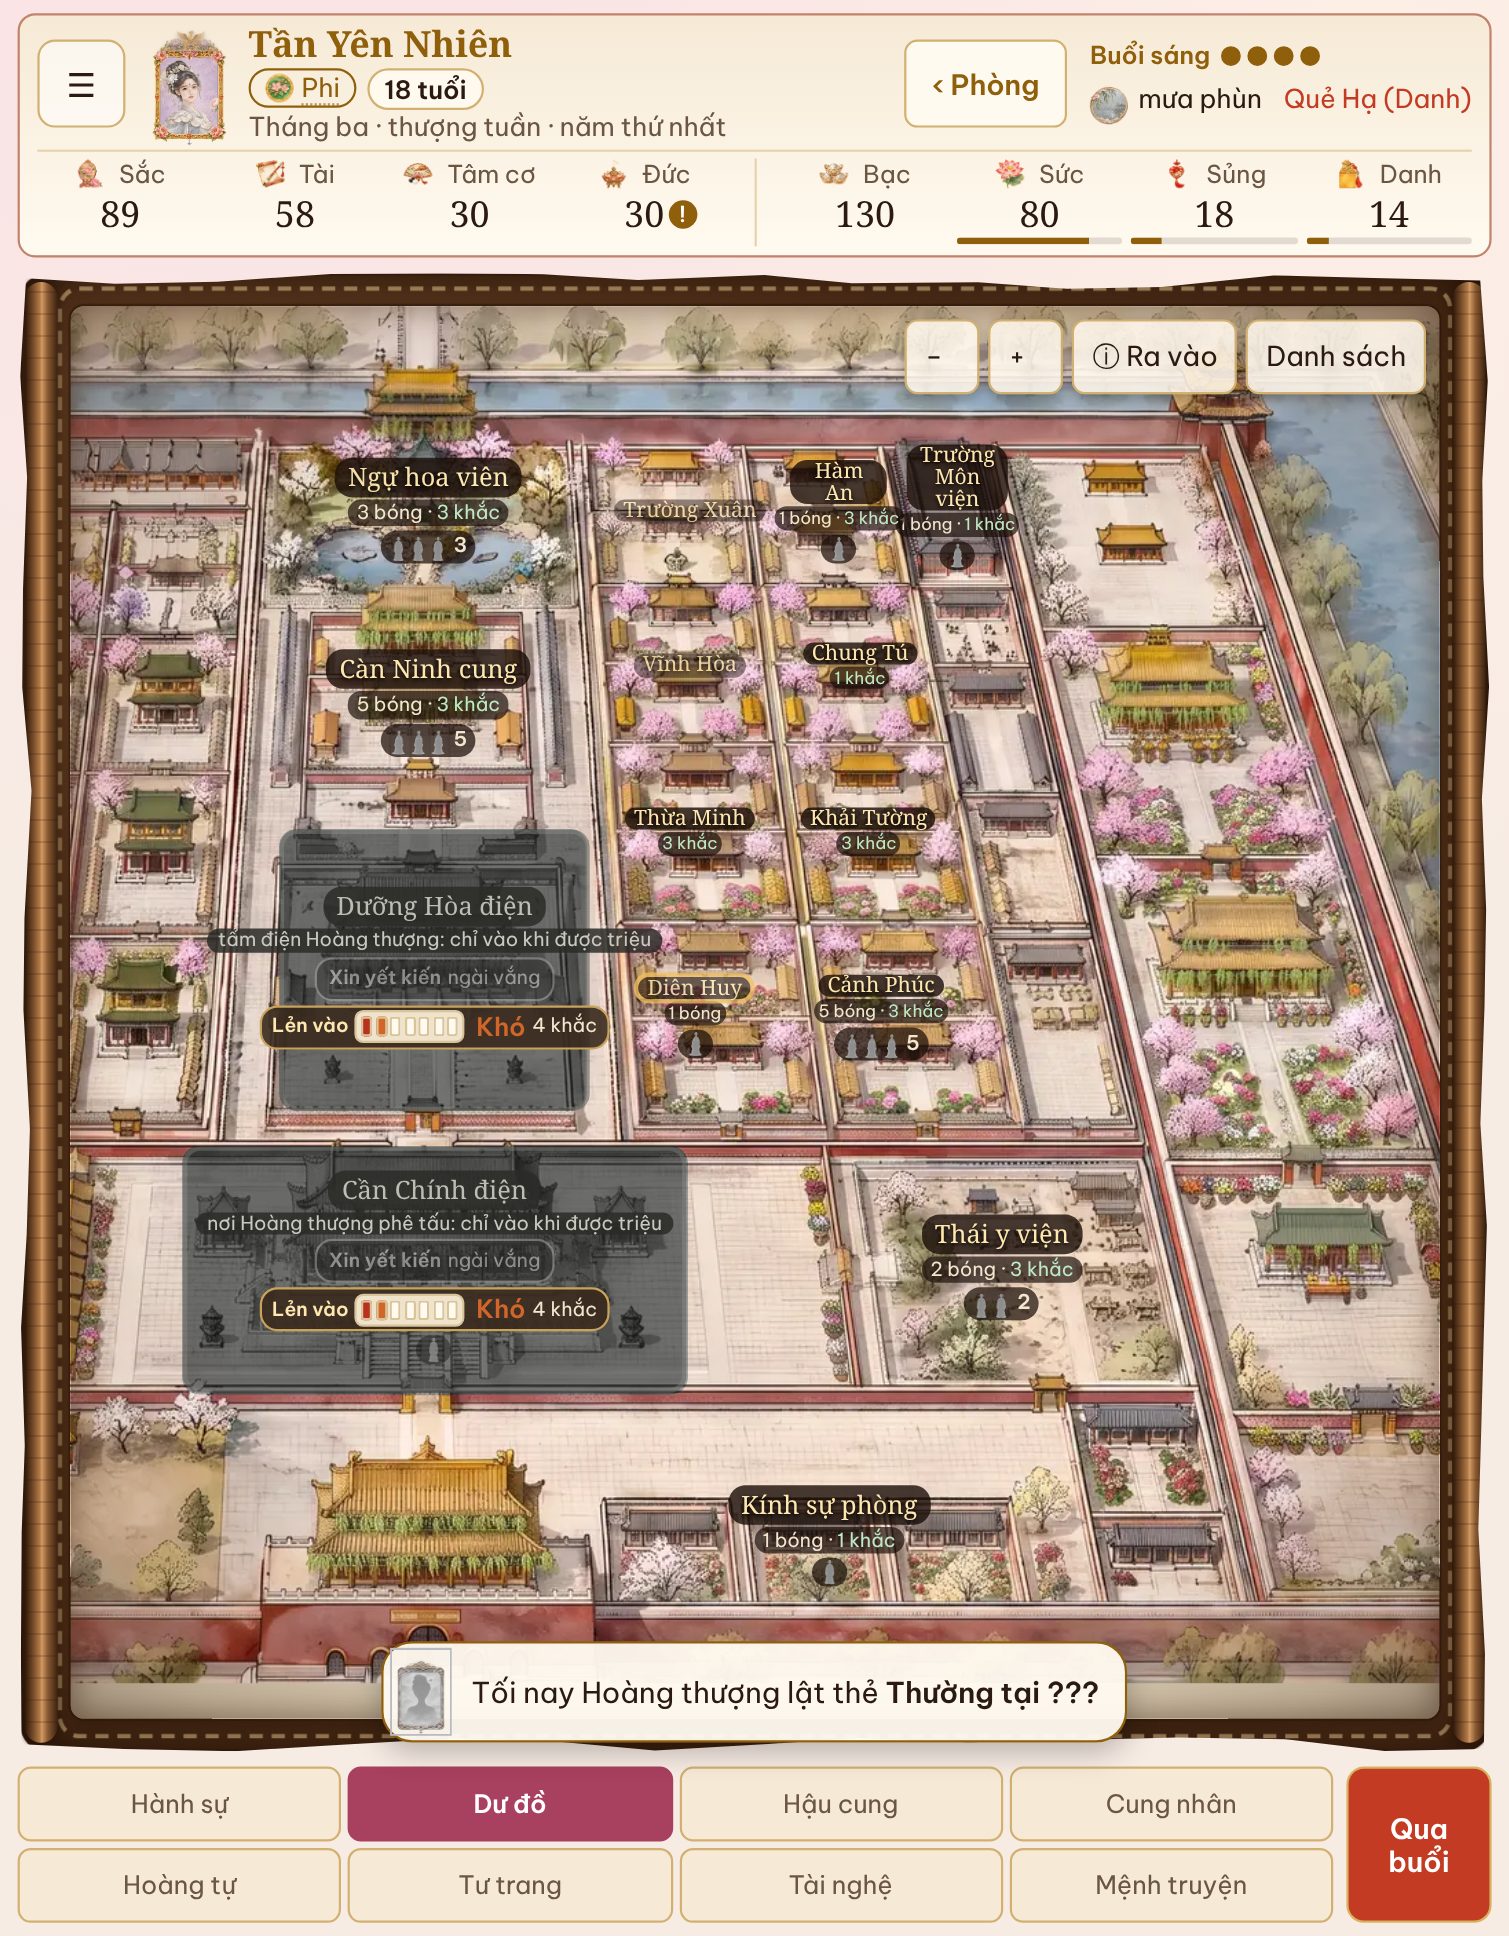 ☰
Tần Yên Nhiên
Phi
18 tuổi
Tháng ba · thượng tuần · năm thứ nhất
‹ Phòng
Buổi sáng
mưa phùn Quẻ Hạ (Danh)
Sắc Tài Tâm cơ Đức Bạc Sức Sủng Danh
89 58 30 30 ! 130 80 18 14
- + ⓘ Ra vào Danh sách
Ngự hoa viên
3 bóng · 3 khắc
3
Trường Xuân
Hàm
An
1 bóng · 3 khắc
Trường
Môn
viện
1 bóng · 1 khắc
Càn Ninh cung
5 bóng · 3 khắc
5
Vĩnh Hòa
Chung Tú
1 khắc
Thừa Minh
3 khắc
Khải Tường
3 khắc
Dưỡng Hòa điện
tẩm điện Hoàng thượng: chỉ vào khi được triệu
Xin yết kiến ngài vắng
Lẻn vào Khó 4 khắc
Diên Huy
1 bóng
Cảnh Phúc
5 bóng · 3 khắc
5
Cần Chính điện
nơi Hoàng thượng phê tấu: chỉ vào khi được triệu
Xin yết kiến ngài vắng
Lẻn vào Khó 4 khắc
Thái y viện
2 bóng · 3 khắc
2
Kính sự phòng
1 bóng · 1 khắc
Tối nay Hoàng thượng lật thẻ Thường tại ???
Hành sự
Dư đồ
Hậu cung
Cung nhân
Hoàng tự
Tư trang
Tài nghệ
Mệnh truyện
Qua
buổi